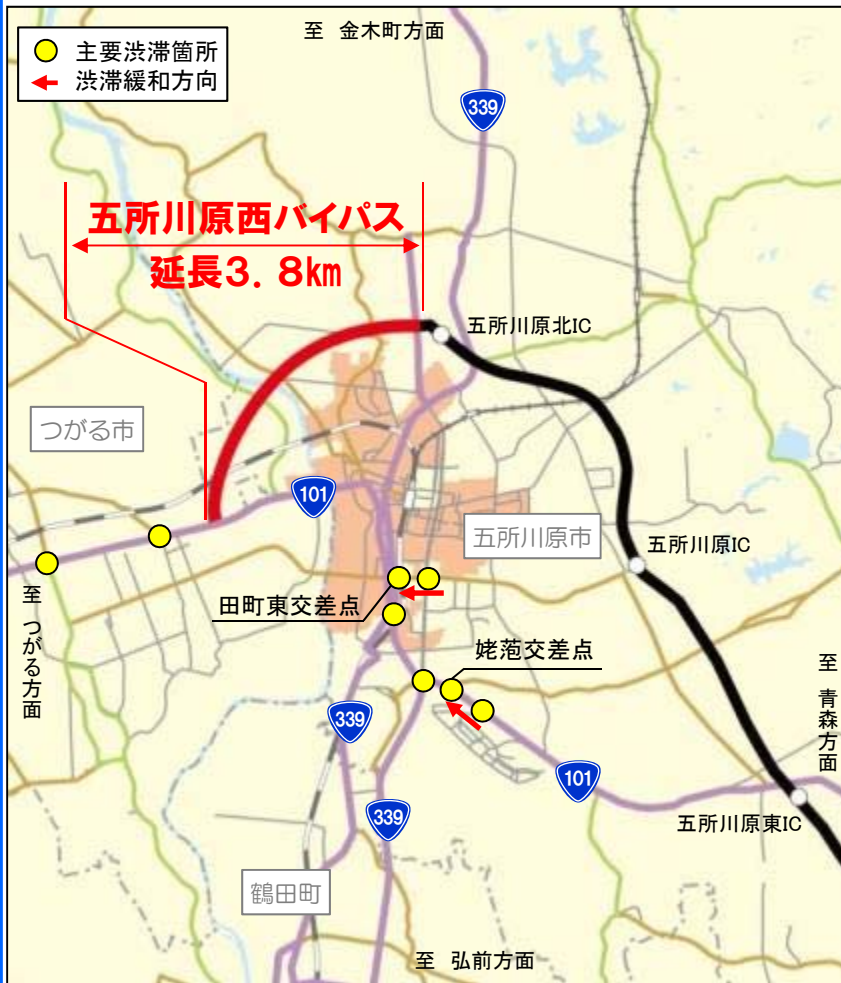 至 金木町方面
主要渋滞箇所
渋滞緩和方向
339
五所川原西バイパス
延長3．8㎞
五所川原北IC
つがる市
101
五所川原市
五所川原IC
田町東交差点
至 つがる方面
姥萢交差点
至 青森方面
339
101
339
五所川原東IC
鶴田町
至 弘前方面